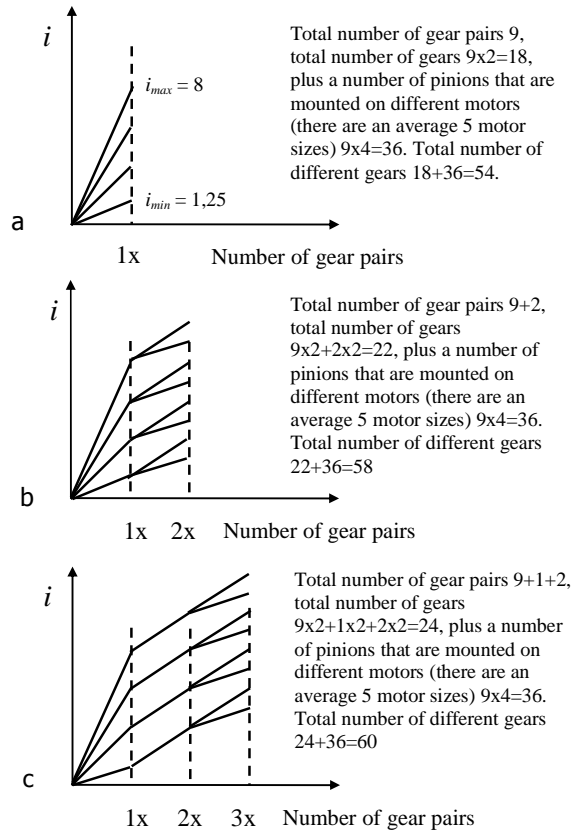 i
i_max = 8
i_min = 1,25
a
1x Number of gear pairs
Total number of gear pairs 9,
total number of gears 9x2=18,
plus a number of pinions that are
mounted on different motors
(there are an average 5 motor
sizes) 9x4=36. Total number of
different gears 18+36=54.
i
b
1x 2x Number of gear pairs
Total number of gear pairs 9+2,
total number of gears
9x2+2x2=22, plus a number of
pinions that are mounted on
different motors (there are an
average 5 motor sizes) 9x4=36.
Total number of different gears
22+36=58
i
c
1x 2x 3x Number of gear pairs
Total number of gear pairs 9+1+2,
total number of gears
9x2+1x2+2x2=24, plus a number
of pinions that are mounted on
different motors (there are an
average 5 motor sizes) 9x4=36.
Total number of different gears
24+36=60